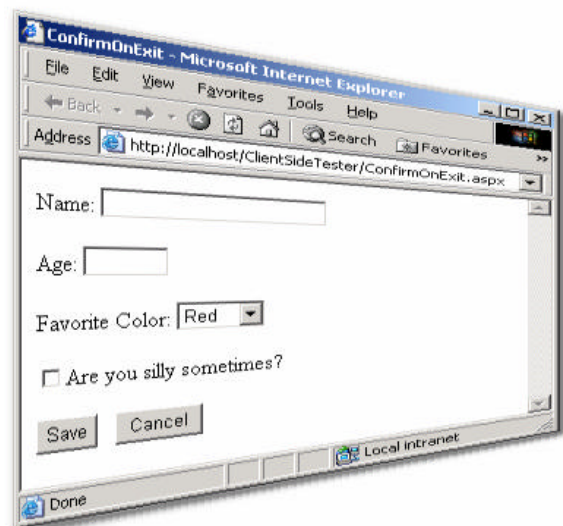 ConfirmOnExit - Microsoft Internet Explorer
File Edit View Favorites Tools Help
Back Search Favorites »
Address http://localhost/ClientSideTester/ConfirmOnExit.aspx
Name:
Age:
Favorite Color: Red
Are you silly sometimes?
Save Cancel
Done Local intranet